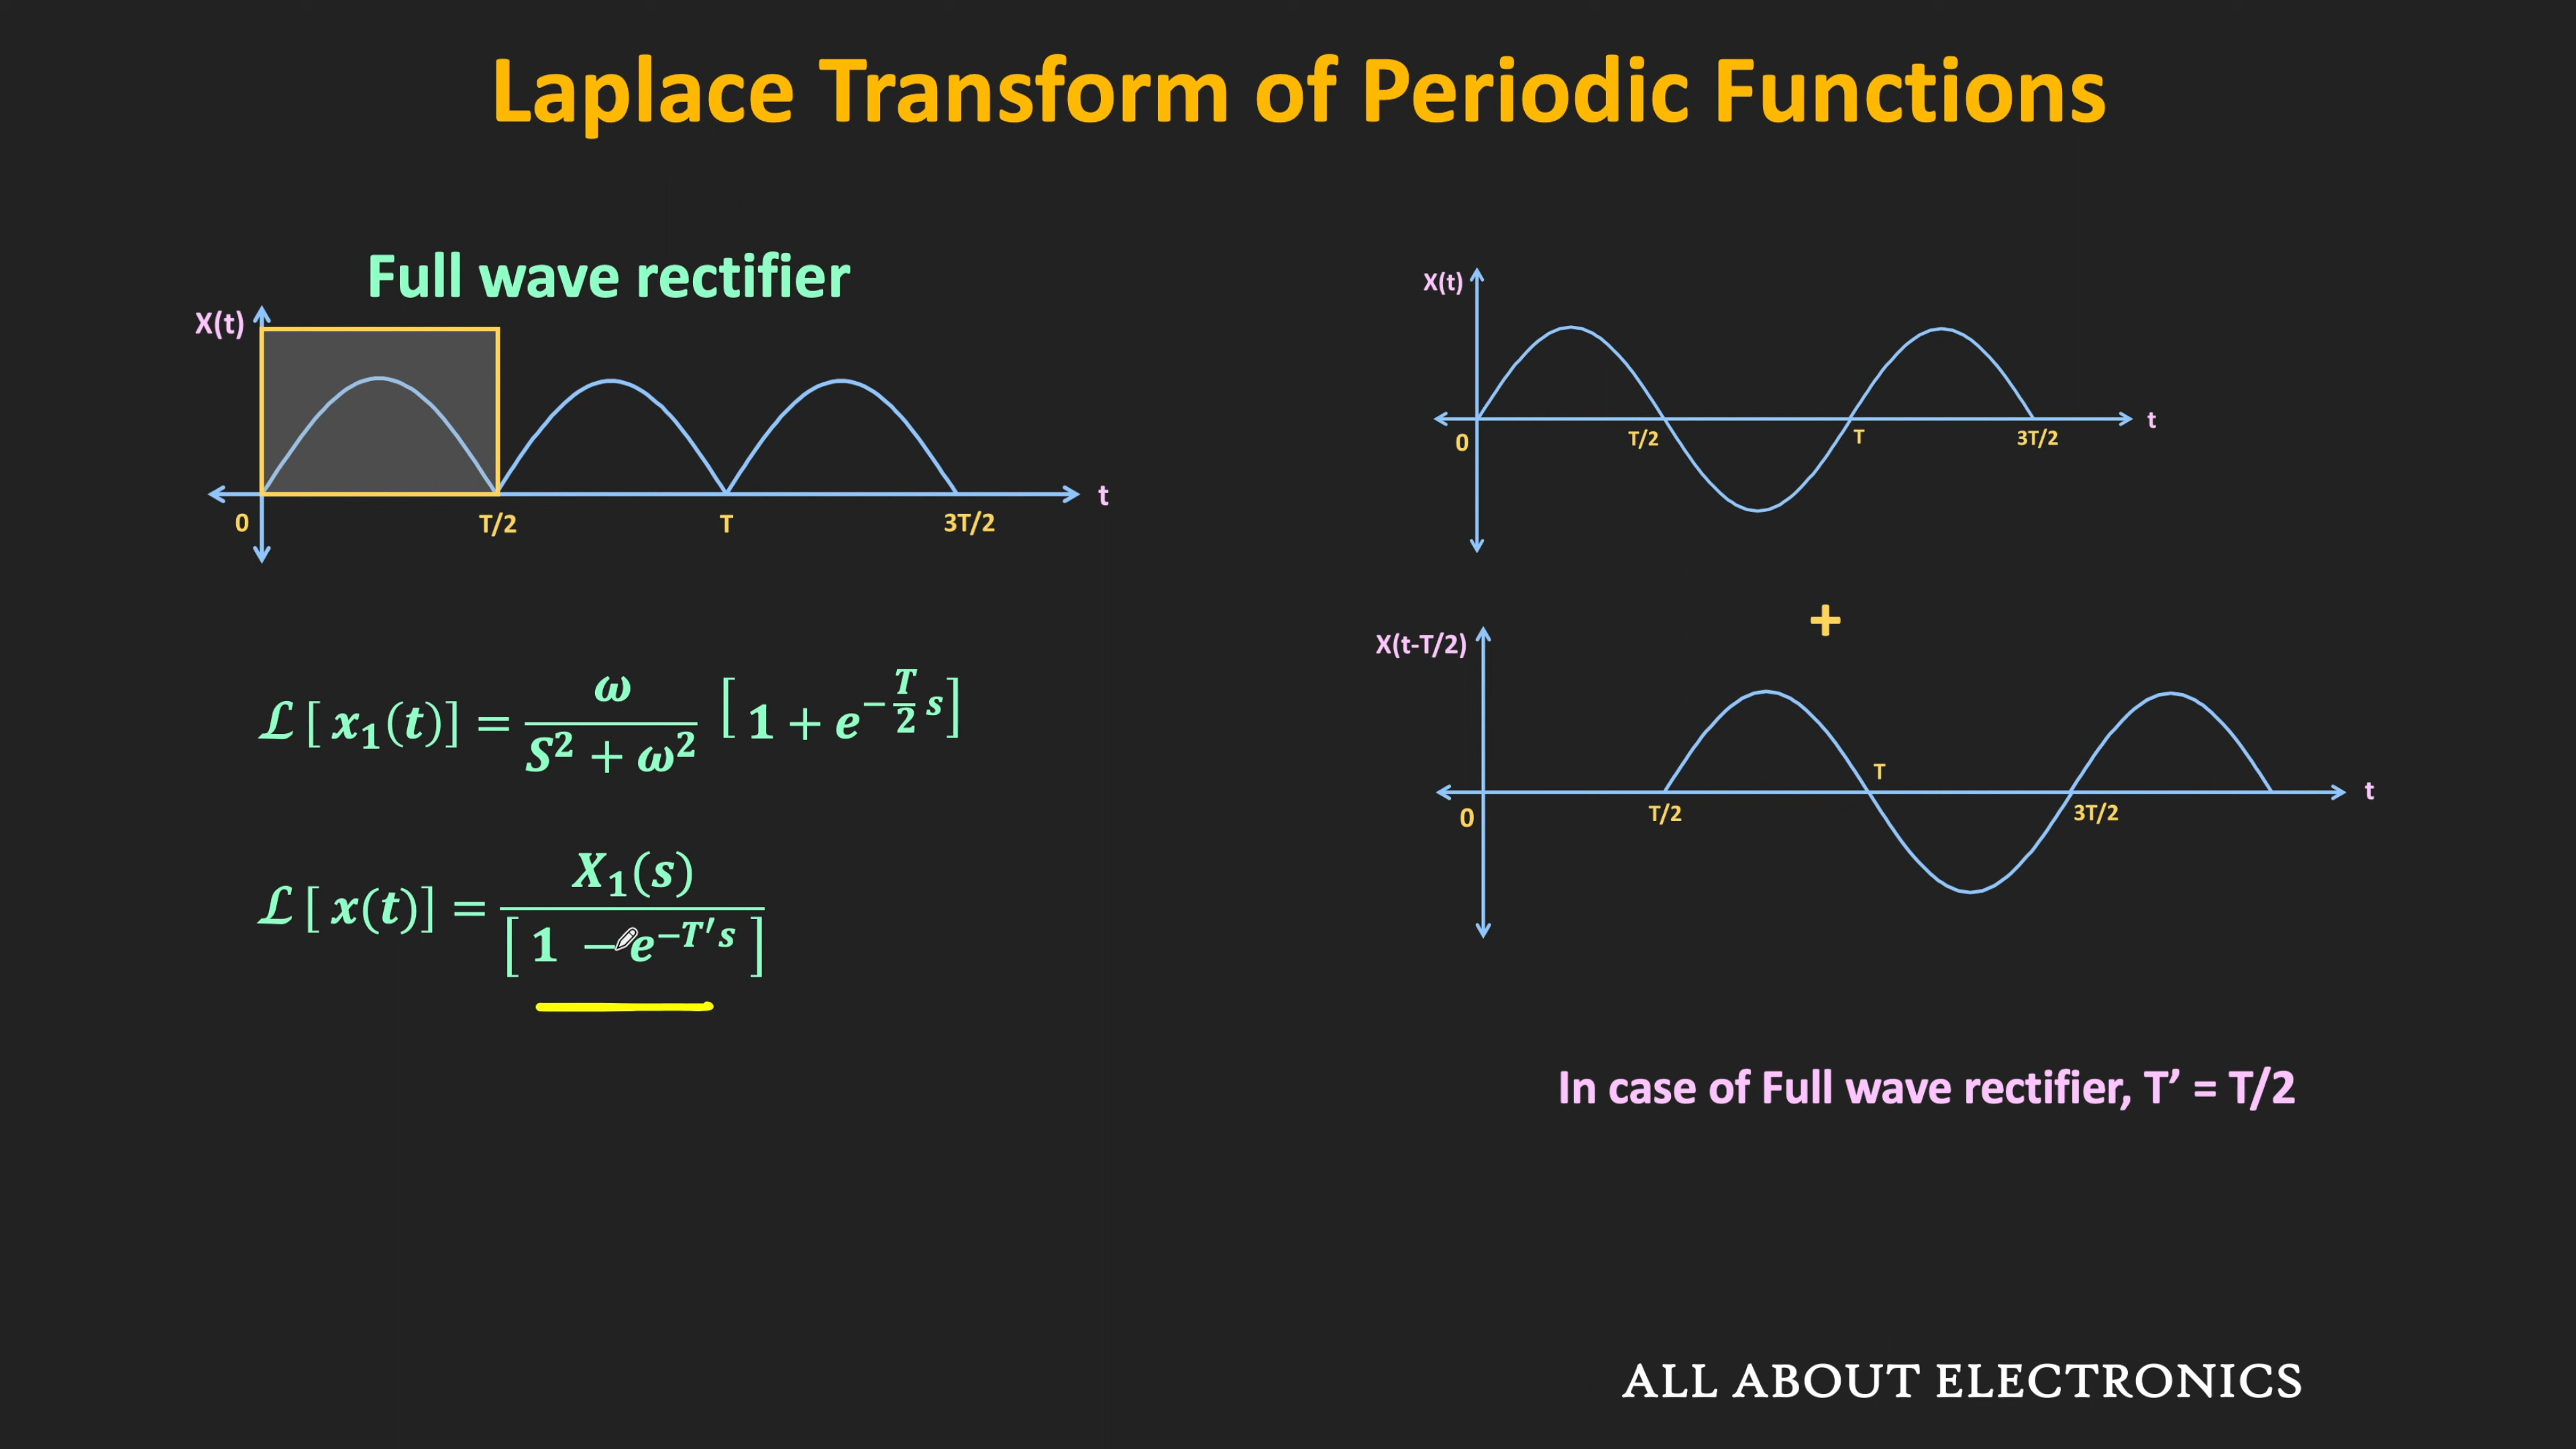 Laplace Transform of Periodic Functions
Full wave rectifier
X(t)
t
0 T/2 T 3T/2
ℒ[ x₁(t)] = ω / (S² + ω²) [ 1 + e^(−(T/2)s) ]
ℒ[ x(t)] = X₁(s) / [ 1 − e^(−T′s) ]
X(t)
t
0 T/2 T 3T/2
+
X(t-T/2)
T
t
0 T/2 3T/2
In case of Full wave rectifier, T’ = T/2
ALL ABOUT ELECTRONICS